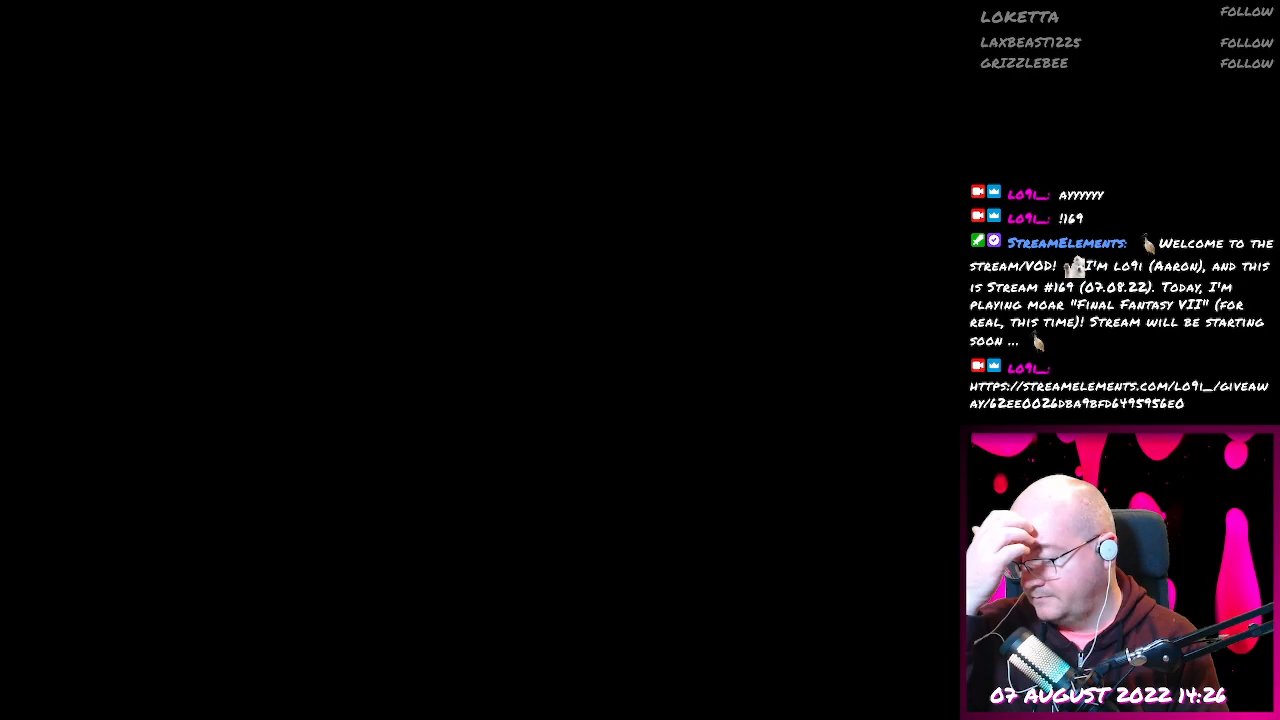 LOKETTA FOLLOW
LAXBEAST1225 FOLLOW
GRIZZLEBEE FOLLOW
LO9I_: AYYYYYY
LO9I_: !169
STREAMELEMENTS: WELCOME TO THE
STREAM/VOD! I'M LO9I (AARON), AND THIS
IS STREAM #169 (07.08.22). TODAY, I'M
PLAYING MOAR "FINAL FANTASY VII" (FOR
REAL, THIS TIME)! STREAM WILL BE STARTING
SOON ...
LO9I_:
HTTPS://STREAMELEMENTS.COM/LO9I_/GIVEAW
AY/62EE0026DBA9BFD6495956E0
07 AUGUST 2022 14:26